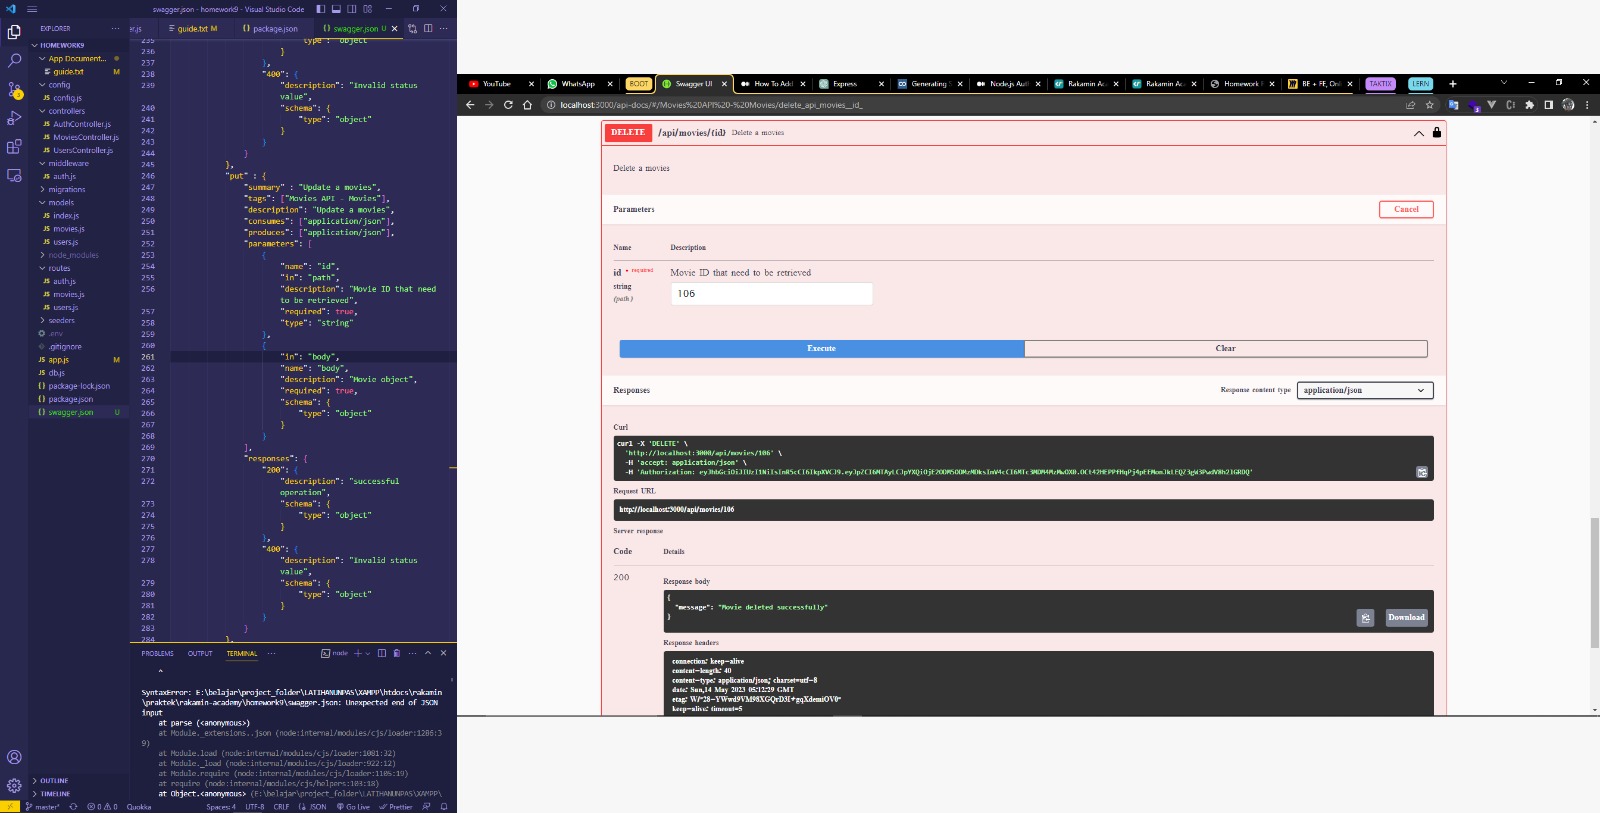 swagger.json - homework9 - Visual Studio Code
EXPLORER
HOMEWORK9
App Document...
guide.txt M
config
config.js
controllers
AuthController.js
MoviesController.js
UsersController.js
middleware
auth.js
migrations
models
index.js
movies.js
users.js
node_modules
routes
auth.js
movies.js
users.js
seeders
.env
.gitignore
app.js M
db.js
package-lock.json
package.json
swagger.json U
OUTLINE
TIMELINE
er.js guide.txt M package.json swagger.json U
235 "type": "object"
236 }
237 },
238 "400": {
239 "description": "Invalid status
value",
240 "schema": {
241 "type": "object"
242 }
243 }
244 }
245 },
246 "put" : {
247 "summary" : "Update a movies",
248 "tags": ["Movies API - Movies"],
249 "description": "Update a movies",
250 "consumes": ["application/json"],
251 "produces": ["application/json"],
252 "parameters": [
253 {
254 "name": "id",
255 "in": "path",
256 "description": "Movie ID that need
to be retrieved",
257 "required": true,
258 "type": "string"
259 },
260 {
261 "in": "body",
262 "name": "body",
263 "description": "Movie object",
264 "required": true,
265 "schema": {
266 "type": "object"
267 }
268 }
269 ],
270 "responses": {
271 "200": {
272 "description": "successful
operation",
273 "schema": {
274 "type": "object"
275 }
276 },
277 "400": {
278 "description": "Invalid status
value",
279 "schema": {
280 "type": "object"
281 }
282 }
283 }
284 },
PROBLEMS OUTPUT TERMINAL ... node
^
SyntaxError: E:\belajar\project_folder\LATIHANUNPAS\XAMPP\htdocs\rakamin
\praktek\rakamin-academy\homework9\swagger.json: Unexpected end of JSON
input
at parse (<anonymous>)
at Module._extensions..json (node:internal/modules/cjs/loader:1286:3
9)
at Module.load (node:internal/modules/cjs/loader:1081:32)
at Module._load (node:internal/modules/cjs/loader:922:12)
at Module.require (node:internal/modules/cjs/loader:1105:19)
at require (node:internal/modules/cjs/helpers:103:18)
at Object.<anonymous> (E:\belajar\project_folder\LATIHANUNPAS\XAMPP\
master* 0 0 Quokka Spaces: 4 UTF-8 CRLF JSON Go Live Prettier
YouTube WhatsApp BOOT Swagger UI How To Add Express Generating S Node.js Aut Rakamin Ac Rakamin Ac Homework BE + FE, Onl TAKTIX LERN
localhost:3000/api-docs/#/Movies%20API%20-%20Movies/delete_api_movies__id_
DELETE /api/movies/{id} Delete a movies
Delete a movies
Parameters Cancel
Name Description
id * required Movie ID that need to be retrieved
string
(path) 106
Execute Clear
Responses Response content type application/json
Curl
curl -X 'DELETE' \
'http://localhost:3000/api/movies/106' \
-H 'accept: application/json' \
Request URL
http://localhost:3000/api/movies/106
Server response
Code Details
200 Response body
{
"message": "Movie deleted successfully"
}
Download
Response headers
connection: keep-alive
content-length: 40
content-type: application/json; charset=utf-8
date: Sun,14 May 2023 05:12:29 GMT
keep-alive: timeout=5